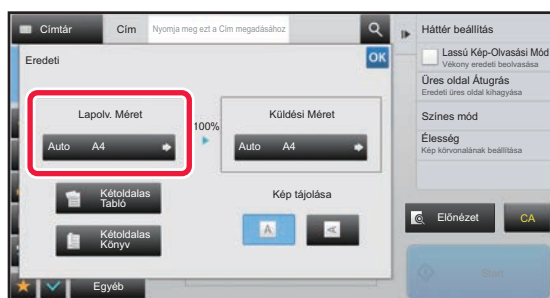 Címtár
Cím
Nyomja meg ezt a Cím megadásához
Eredeti
OK
Lapolv. Méret
100%
Küldési Méret
Auto A4
Auto A4
Kétoldalas
Tabló
Kép tájolása
Kétoldalas
Könyv
A
A
Egyéb
Háttér beállítás
Lassú Kép-Olvasási Mód
Vékony eredeti beolvasása
Üres oldal Átugrás
Eredeti üres oldal kihagyása
Színes mód
Élesség
Kép körvonalának beállítása
Előnézet
CA
Start